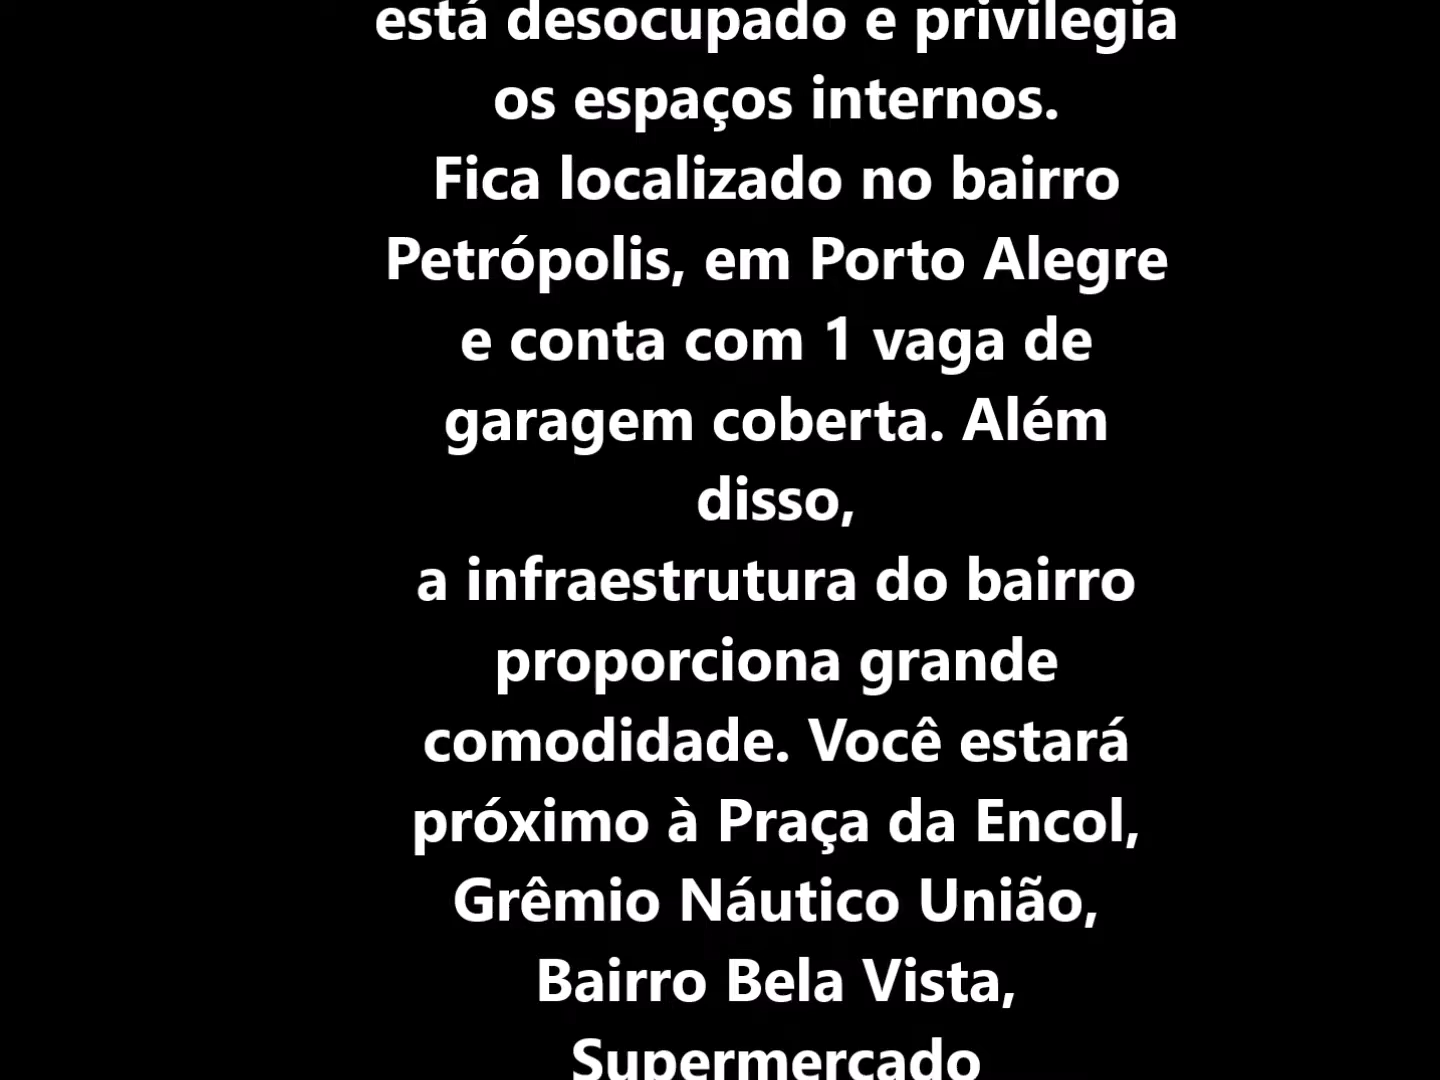 está desocupado e privilegia
os espaços internos.
Fica localizado no bairro
Petrópolis, em Porto Alegre
e conta com 1 vaga de
garagem coberta. Além
disso,
a infraestrutura do bairro
proporciona grande
comodidade. Você estará
próximo à Praça da Encol,
Grêmio Náutico União,
Bairro Bela Vista,
Supermercado